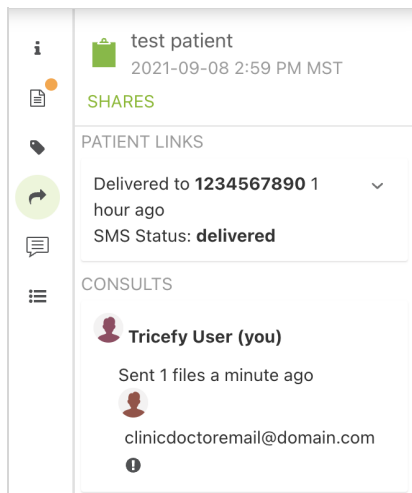 test patient
2021-09-08 2:59 PM MST
SHARES
PATIENT LINKS
Delivered to 1234567890 1
hour ago
SMS Status: delivered
CONSULTS
Tricefy User (you)
Sent 1 files a minute ago
clinicdoctoremail@domain.com